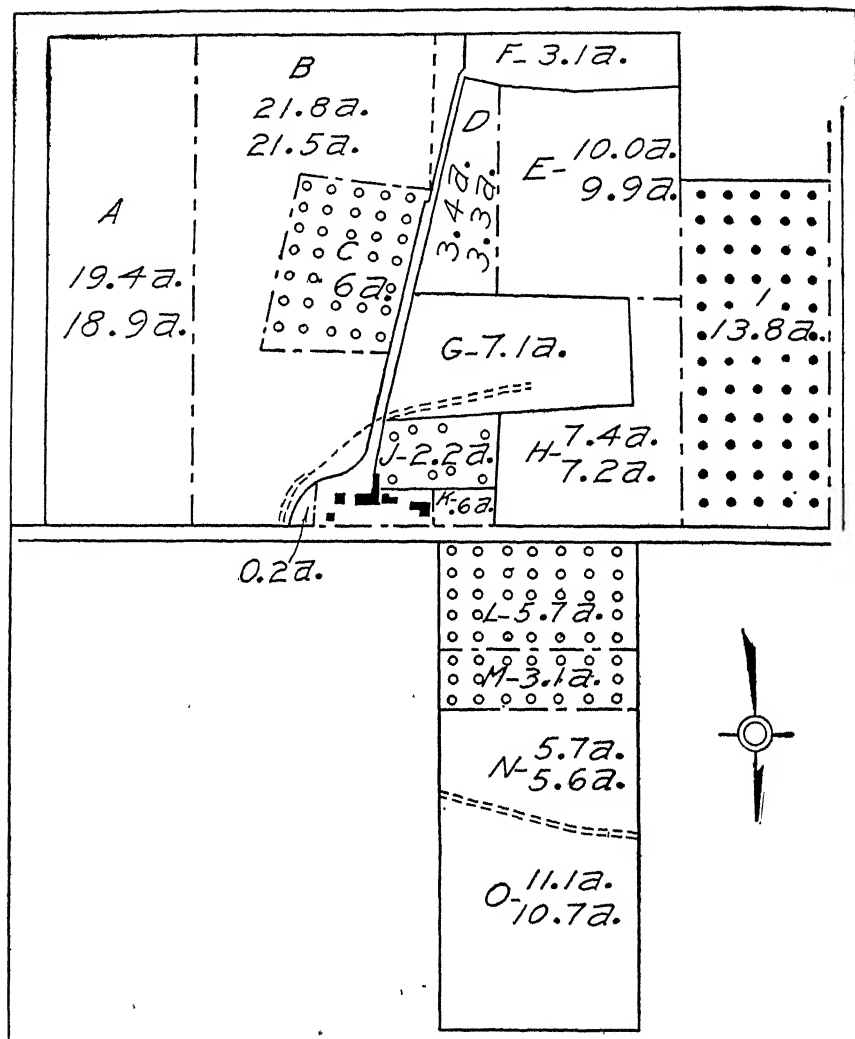 A
19.4a.
18.9a.
B
21.8a.
21.5a.
C
6a.
D
3.4a.
3.3a.
F-3.1a.
E-10.0a.
9.9a.
G-7.1a.
H-7.4a.
7.2a.
I
13.8a.
J-2.2a.
K.6a.
0.2a.
L-5.7a.
M-3.1a.
N-5.7a.
5.6a.
O-11.1a.
10.7a.